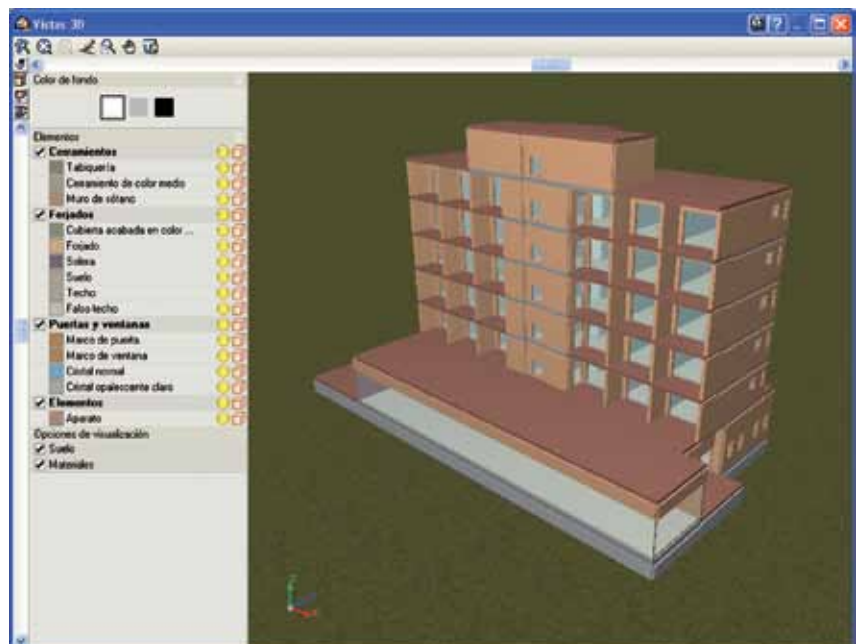 Vistas 3D
Color de fondo
Elementos
Cerramientos
Tabiquería
Cerramiento de color medio
Muro de sótano
Forjados
Cubierta acabada en color ...
Forjado
Solera
Suelo
Techo
Falso techo
Puertas y ventanas
Marco de puerta
Marco de ventana
Cristal normal
Cristal opalescente claro
Elementos
Aparato
Opciones de visualización
Suelo
Materiales